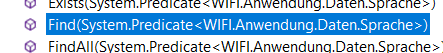 Exists(System.Predicate<WIFI.Anwendung.Daten.Sprache>)
Find(System.Predicate<WIFI.Anwendung.Daten.Sprache>)
FindAll(System.Predicate<WIFI.Anwendung.Daten.Sprache>